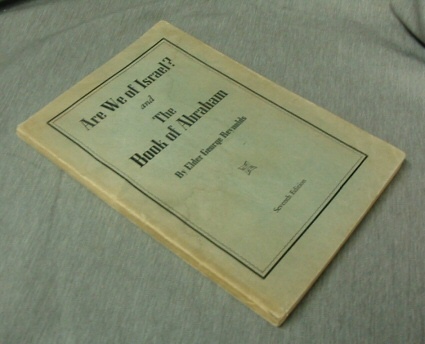 Are We of Israel?
and
The
Book of Abraham
By Elder George Reynolds
Seventh Edition